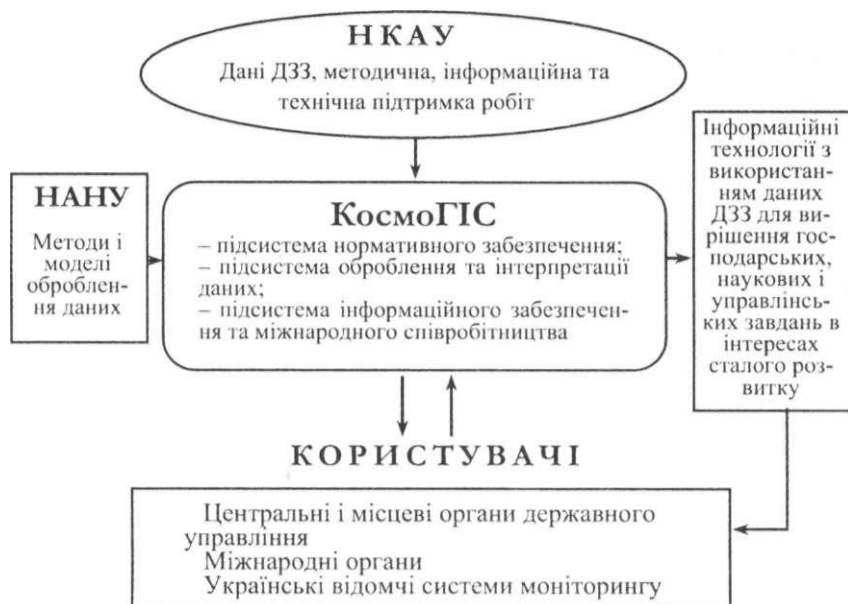 НКАУ
Дані ДЗЗ, методична, інформаційна та
технічна підтримка робіт
НАНУ
Методи і
моделі
оброблен-
ня даних
КосмоГІС
– підсистема нормативного забезпечення;
– підсистема оброблення та інтерпретації
даних;
– підсистема інформаційного забезпечен-
ня та міжнародного співробітництва
Інформаційні
технології з
використан-
ням даних
ДЗЗ для ви-
рішення гос-
подарських,
наукових і
управлінсь-
ких завдань в
інтересах
сталого роз-
витку
КОРИСТУВАЧІ
Центральні і місцеві органи державного
управління
Міжнародні органи
Українські відомчі системи моніторингу